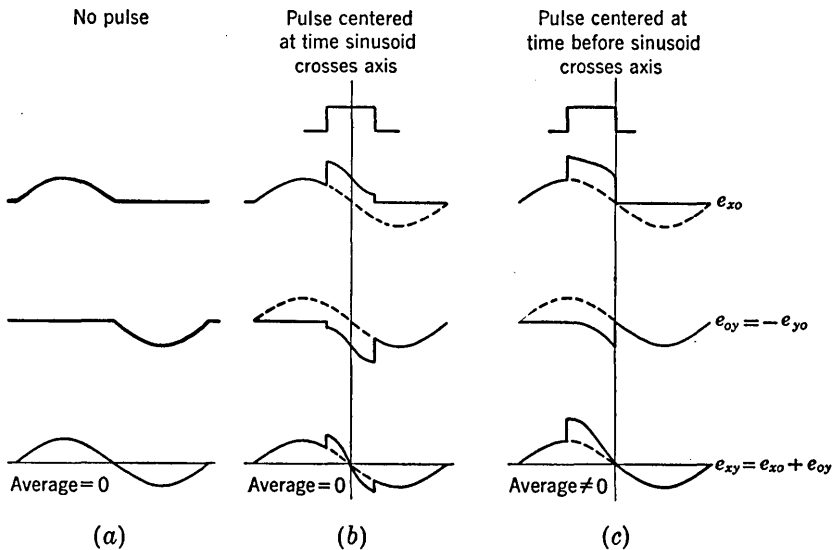 No pulse
Pulse centered
at time sinusoid
crosses axis
Pulse centered at
time before sinusoid
crosses axis
e_xo
e_oy = −e_yo
e_xy = e_xo + e_oy
Average = 0
Average = 0
Average ≠ 0
(a)
(b)
(c)